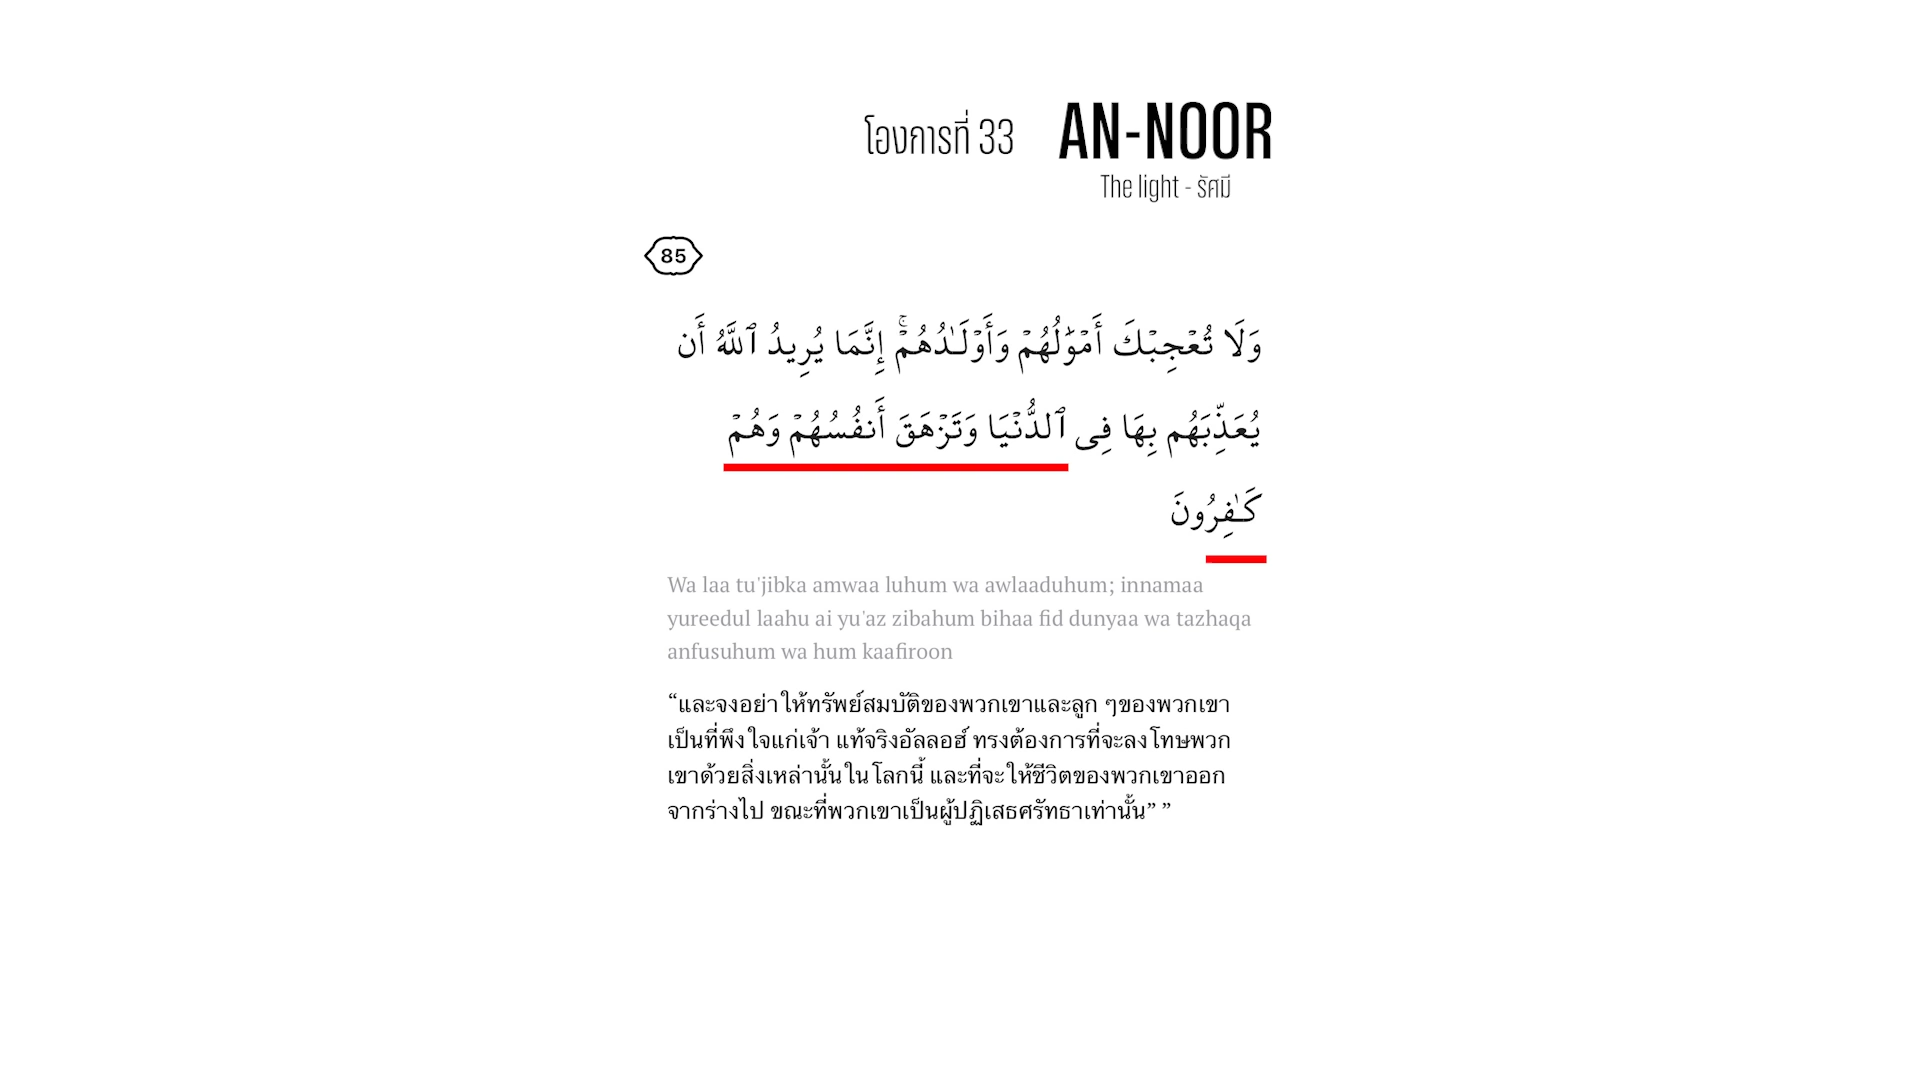 โองการที่ 33 AN-NOOR
The light - รัศมี
85
وَلَا تُعْجِبْكَ أَمْوَٰلُهُمْ وَأَوْلَـٰدُهُمْ ۚ إِنَّمَا يُرِيدُ ٱللَّهُ أَن
يُعَذِّبَهُم بِهَا فِى ٱلدُّنْيَا وَتَزْهَقَ أَنفُسُهُمْ وَهُمْ
كَـٰفِرُونَ
Wa laa tu'jibka amwaa luhum wa awlaaduhum; innamaa
yureedul laahu ai yu'az zibahum bihaa fid dunyaa wa tazhaqa
anfusuhum wa hum kaafiroon
“และจงอย่าให้ทรัพย์สมบัติของพวกเขาและลูก ๆของพวกเขา
เป็นที่พึงใจแก่เจ้า แท้จริงอัลลอฮ์ ทรงต้องการที่จะลงโทษพวก
เขาด้วยสิ่งเหล่านั้นในโลกนี้ และที่จะให้ชีวิตของพวกเขาออก
จากร่างไป ขณะที่พวกเขาเป็นผู้ปฏิเสธศรัทธาเท่านั้น” ”